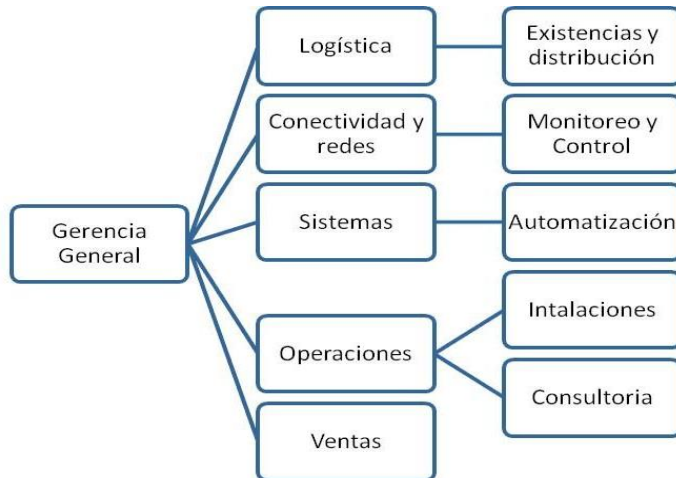 Gerencia
General
Logística
Existencias y
distribución
Conectividad y
redes
Monitoreo y
Control
Sistemas
Automatización
Operaciones
Intalaciones
Consultoria
Ventas